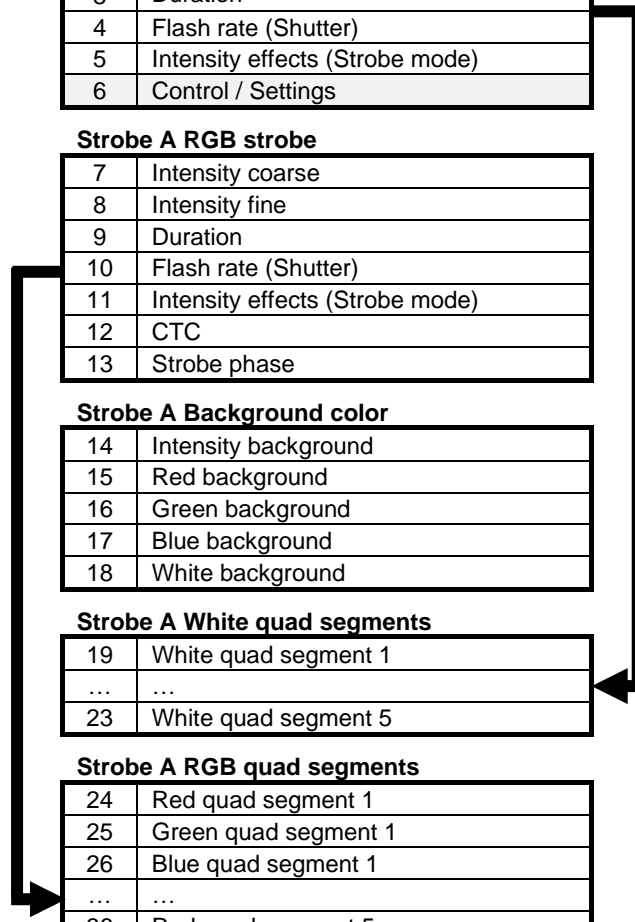 3 Duration
4 Flash rate (Shutter)
5 Intensity effects (Strobe mode)
6 Control / Settings
Strobe A RGB strobe
7 Intensity coarse
8 Intensity fine
9 Duration
10 Flash rate (Shutter)
11 Intensity effects (Strobe mode)
12 CTC
13 Strobe phase
Strobe A Background color
14 Intensity background
15 Red background
16 Green background
17 Blue background
18 White background
Strobe A White quad segments
19 White quad segment 1
… …
23 White quad segment 5
Strobe A RGB quad segments
24 Red quad segment 1
25 Green quad segment 1
26 Blue quad segment 1
… …